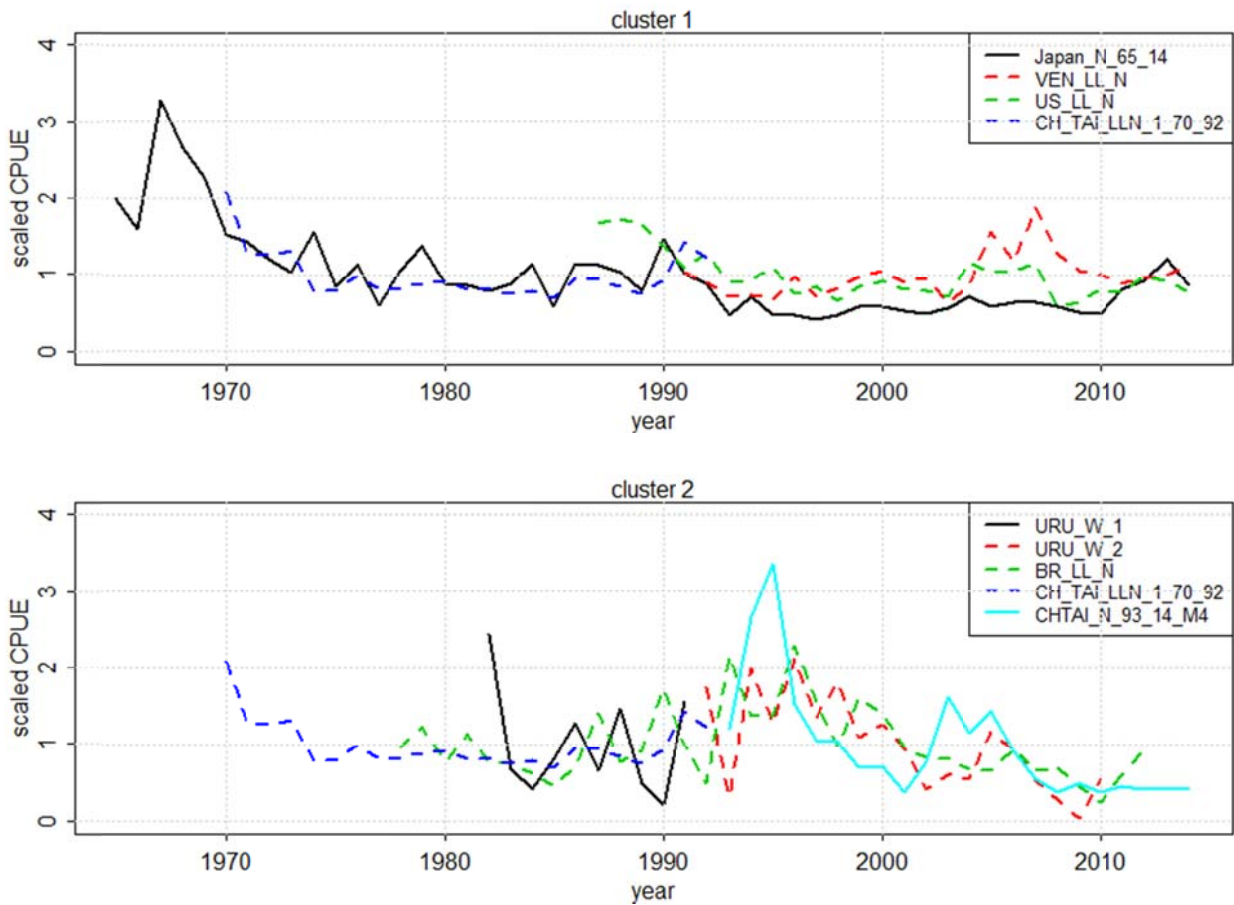 cluster 1
scaled CPUE
4
3
2
1
0
Japan_N_65_14
VEN_LL_N
US_LL_N
CH_TAI_LLN_1_70_92
1970 1980 1990 2000 2010
year
cluster 2
scaled CPUE
4
3
2
1
0
URU_W_1
URU_W_2
BR_LL_N
CH_TAI_LLN_1_70_92
CHTAI_N_93_14_M4
1970 1980 1990 2000 2010
year